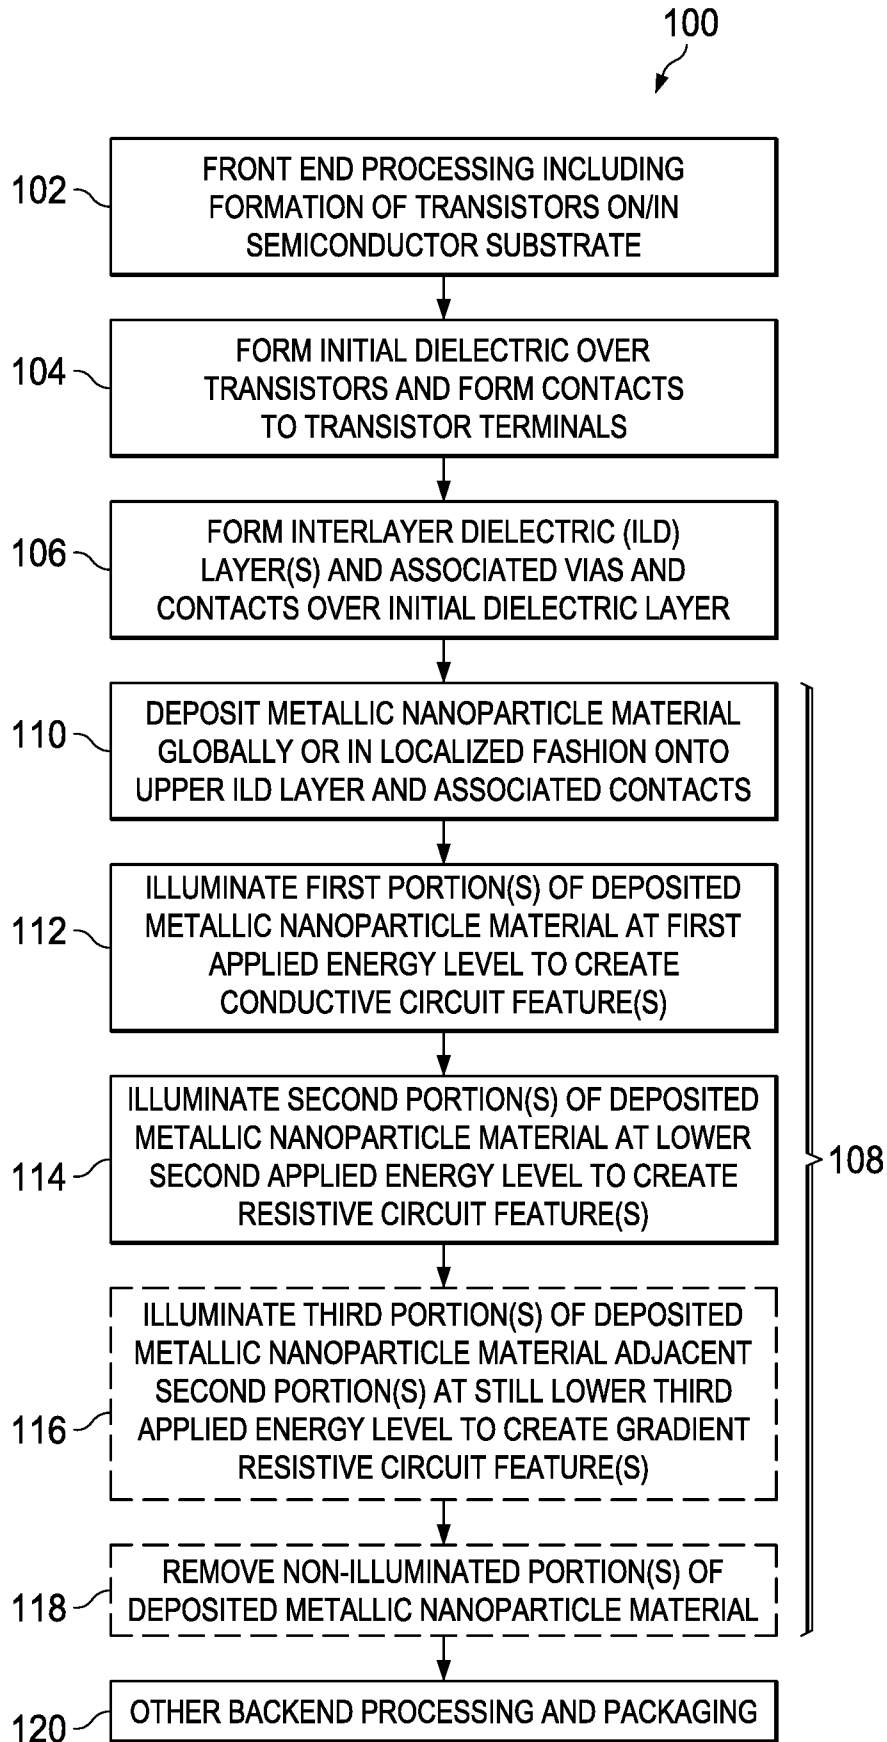 100
102
FRONT END PROCESSING INCLUDING
FORMATION OF TRANSISTORS ON/IN
SEMICONDUCTOR SUBSTRATE
104
FORM INITIAL DIELECTRIC OVER
TRANSISTORS AND FORM CONTACTS
TO TRANSISTOR TERMINALS
106
FORM INTERLAYER DIELECTRIC (ILD)
LAYER(S) AND ASSOCIATED VIAS AND
CONTACTS OVER INITIAL DIELECTRIC LAYER
110
DEPOSIT METALLIC NANOPARTICLE MATERIAL
GLOBALLY OR IN LOCALIZED FASHION ONTO
UPPER ILD LAYER AND ASSOCIATED CONTACTS
112
ILLUMINATE FIRST PORTION(S) OF DEPOSITED
METALLIC NANOPARTICLE MATERIAL AT FIRST
APPLIED ENERGY LEVEL TO CREATE
CONDUCTIVE CIRCUIT FEATURE(S)
114
ILLUMINATE SECOND PORTION(S) OF DEPOSITED
METALLIC NANOPARTICLE MATERIAL AT LOWER
SECOND APPLIED ENERGY LEVEL TO CREATE
RESISTIVE CIRCUIT FEATURE(S)
108
116
ILLUMINATE THIRD PORTION(S) OF DEPOSITED
METALLIC NANOPARTICLE MATERIAL ADJACENT
SECOND PORTION(S) AT STILL LOWER THIRD
APPLIED ENERGY LEVEL TO CREATE GRADIENT
RESISTIVE CIRCUIT FEATURE(S)
118
REMOVE NON-ILLUMINATED PORTION(S) OF
DEPOSITED METALLIC NANOPARTICLE MATERIAL
120
OTHER BACKEND PROCESSING AND PACKAGING